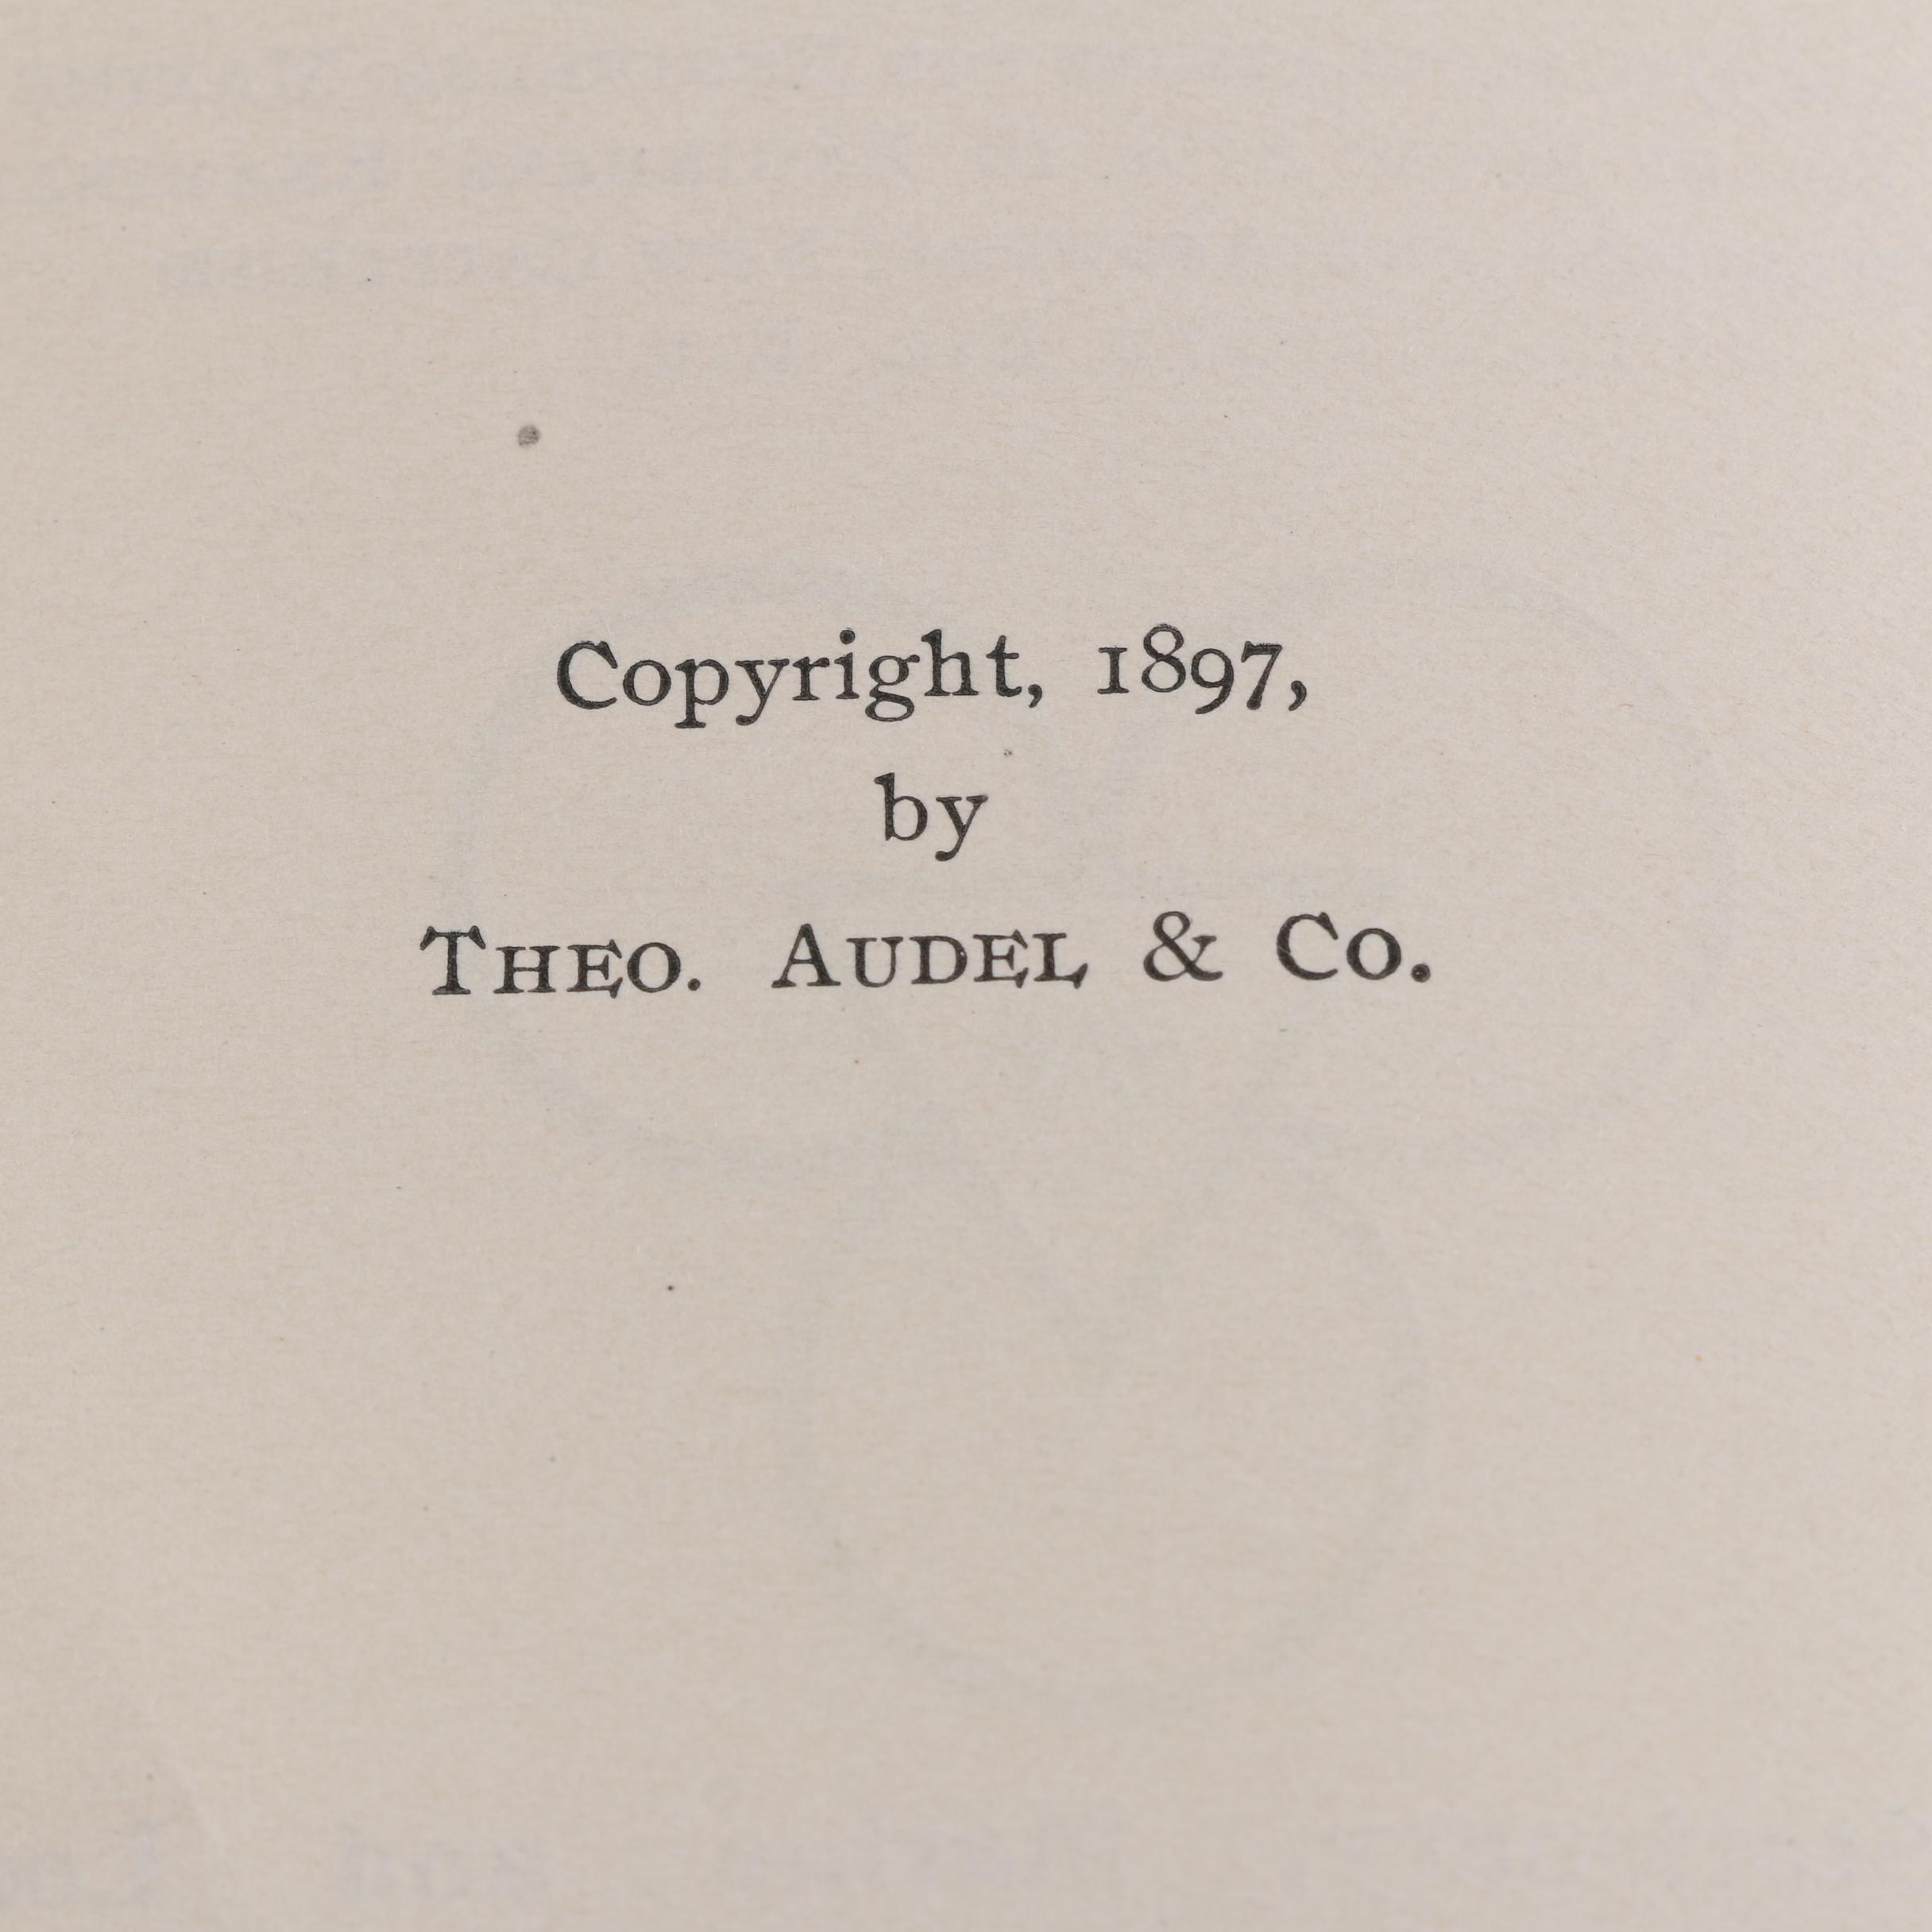 Copyright, 1897,
by
THEO. AUDEL & CO.